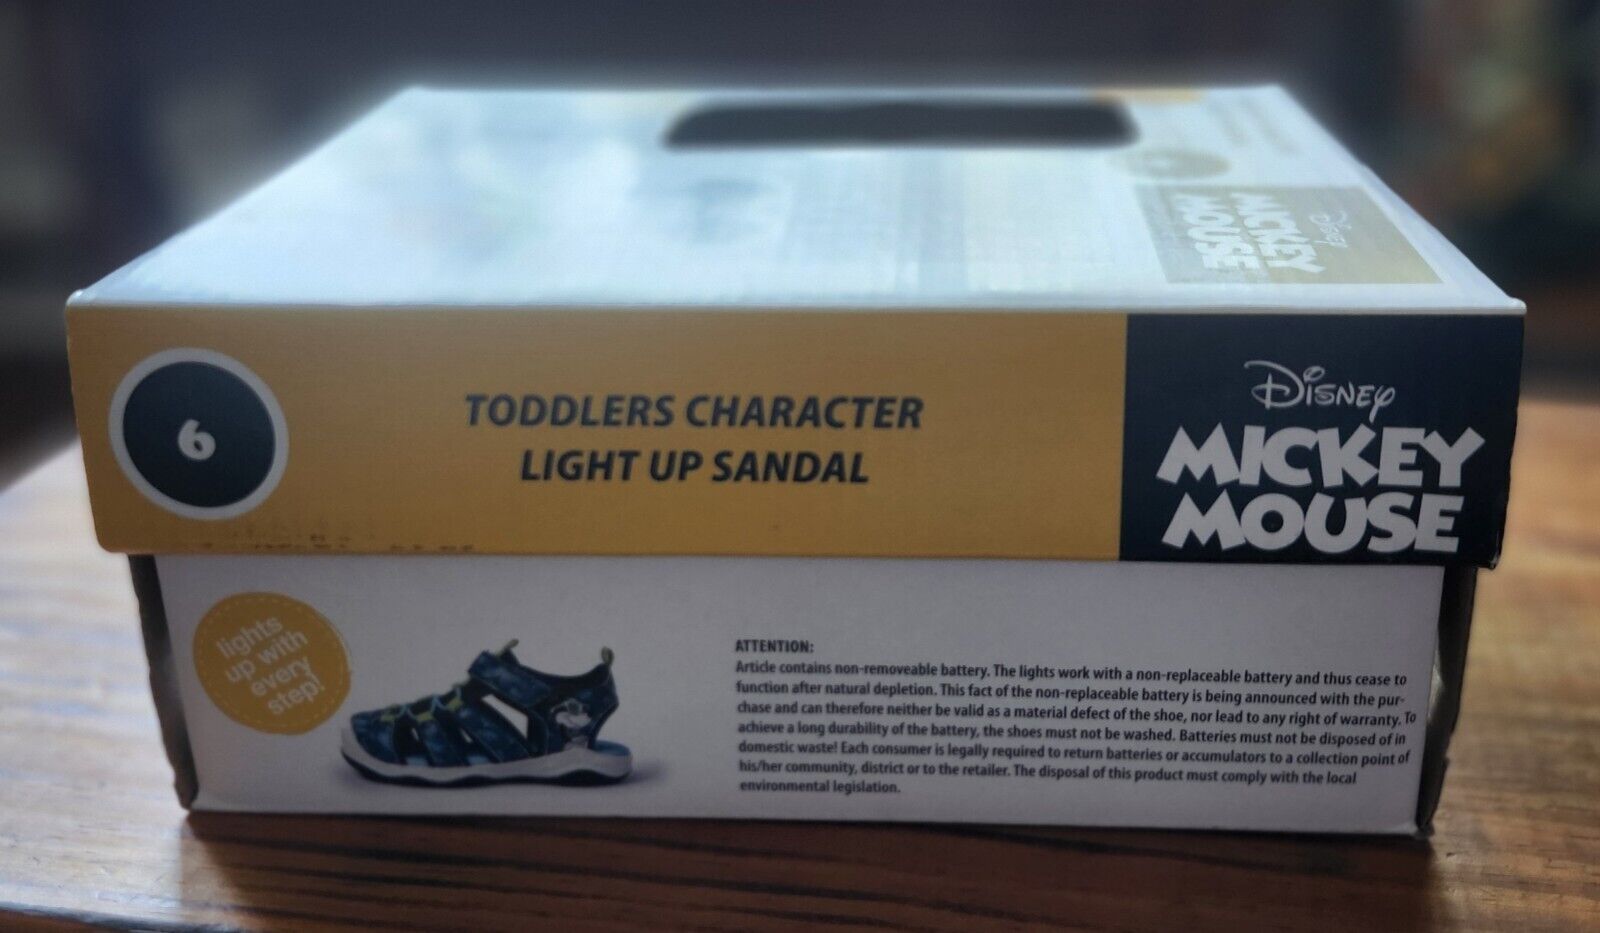 Disney
MICKEY
MOUSE
6
TODDLERS CHARACTER
LIGHT UP SANDAL
Disney
MICKEY
MOUSE
lights
up with
every
step!
ATTENTION:
Article contains non-removeable battery. The lights work with a non-replaceable battery and thus cease to
function after natural depletion. This fact of the non-replaceable battery is being announced with the pur-
chase and can therefore neither be valid as a material defect of the shoe, nor lead to any right of warranty. To
achieve a long durability of the battery, the shoes must not be washed. Batteries must not be disposed of in
domestic waste! Each consumer is legally required to return batteries or accumulators to a collection point of
his/her community, district or to the retailer. The disposal of this product must comply with the local
environmental legislation.